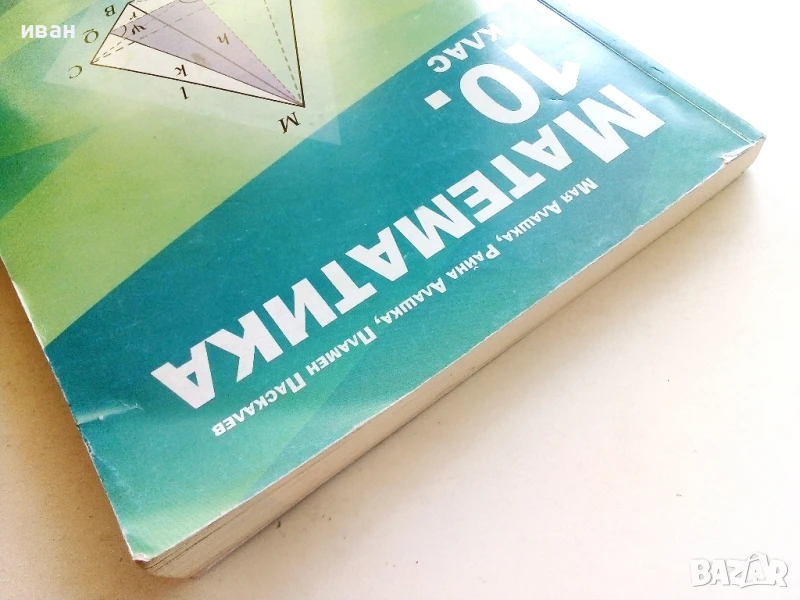 иван
Мая Алашка, Райна Алашка, Пламен Паскалев
МАТЕМАТИКА
10.
КЛАС
M
l
k
h
C
Q
ψ
B
r
BAZAR